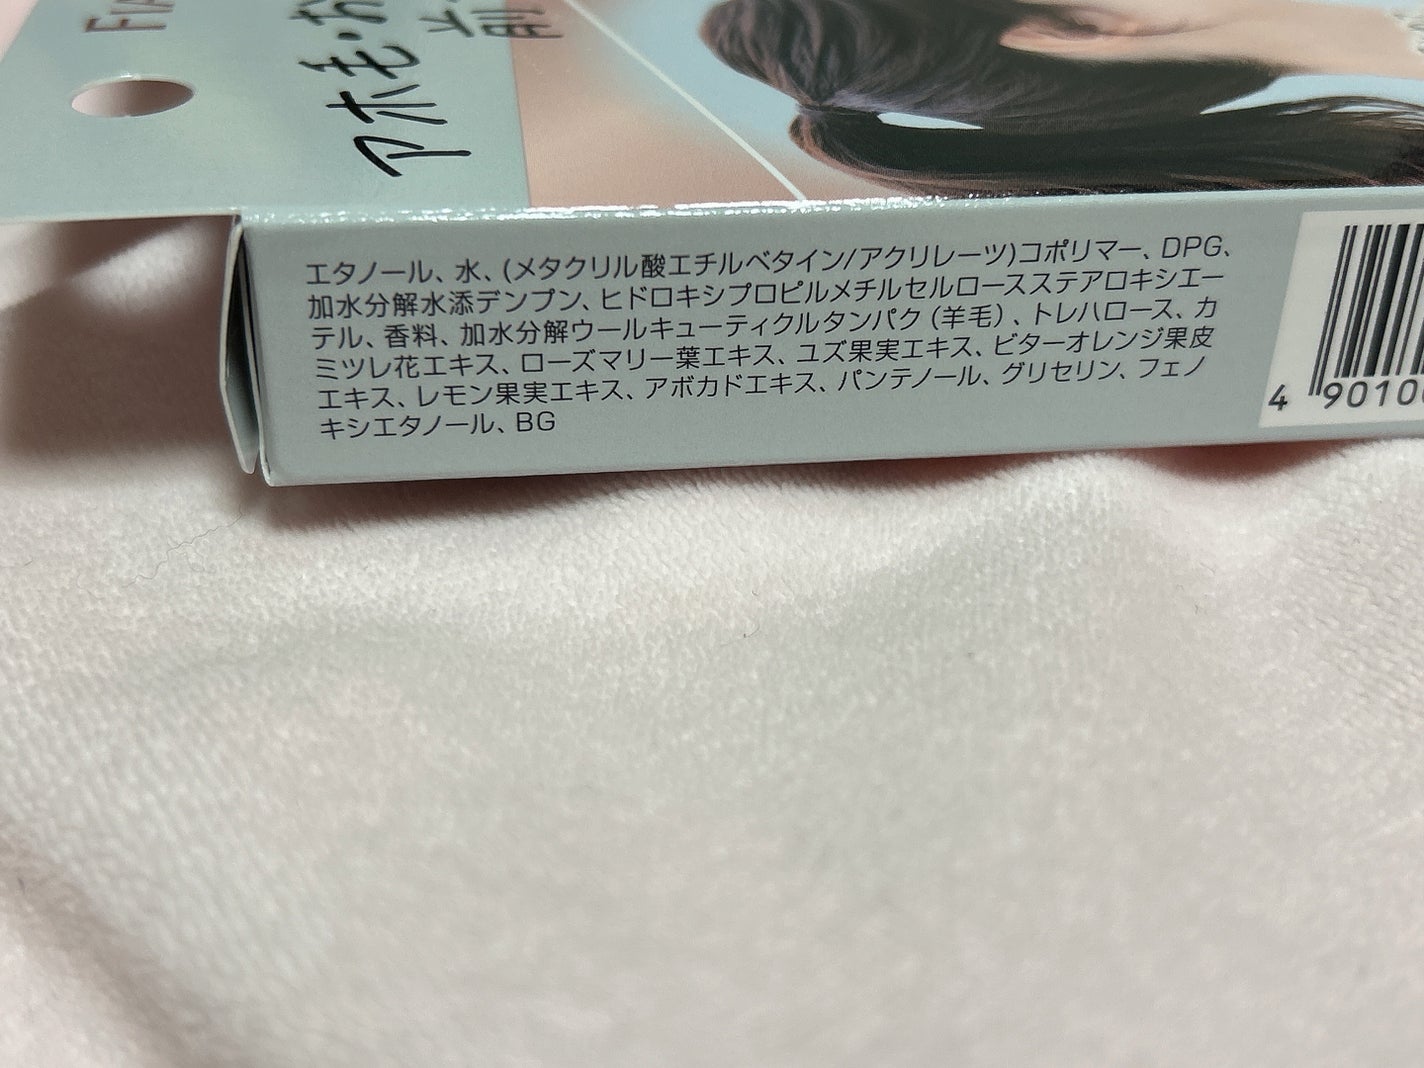 アホ毛・お
エタノール、水、(メタクリル酸エチルベタイン/アクリレーツ)コポリマー、DPG、
加水分解水添デンプン、ヒドロキシプロピルメチルセルロースステアロキシエー
テル、香料、加水分解ウールキューティクルタンパク(羊毛)、トレハロース、カ
ミツレ花エキス、ローズマリー葉エキス、ユズ果実エキス、ビターオレンジ果皮
エキス、レモン果実エキス、アボカドエキス、パンテノール、グリセリン、フェノ
キシエタノール、BG
4 90100